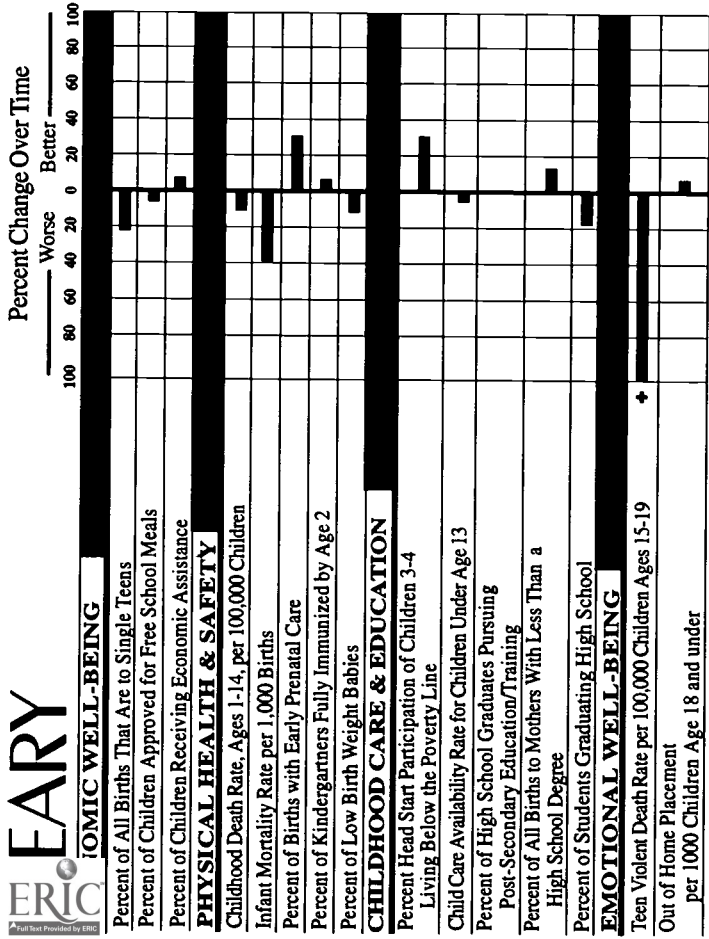 EARY
Percent Change Over Time
Worse Better
100 80 60 40 20 0 20 40 60 80 100
NOMIC WELL-BEING
Percent of All Births That Are to Single Teens
Percent of Children Approved for Free School Meals
Percent of Children Receiving Economic Assistance
PHYSICAL HEALTH & SAFETY
Childhood Death Rate, Ages 1-14, per 100,000 Children
Infant Mortality Rate per 1,000 Births
Percent of Births with Early Prenatal Care
Percent of Kindergartners Fully Immunized by Age 2
Percent of Low Birth Weight Babies
CHILDHOOD CARE & EDUCATION
Percent Head Start Participation of Children 3-4
Living Below the Poverty Line
Child Care Availability Rate for Children Under Age 13
Percent of High School Graduates Pursuing
Post-Secondary Education/Training
Percent of All Births to Mothers With Less Than a
High School Degree
Percent of Students Graduating High School
EMOTIONAL WELL-BEING
Teen Violent Death Rate per 100,000 Children Ages 15-19 +
Out of Home Placement
per 1000 Children Age 18 and under
ERIC
Full Text Provided by ERIC